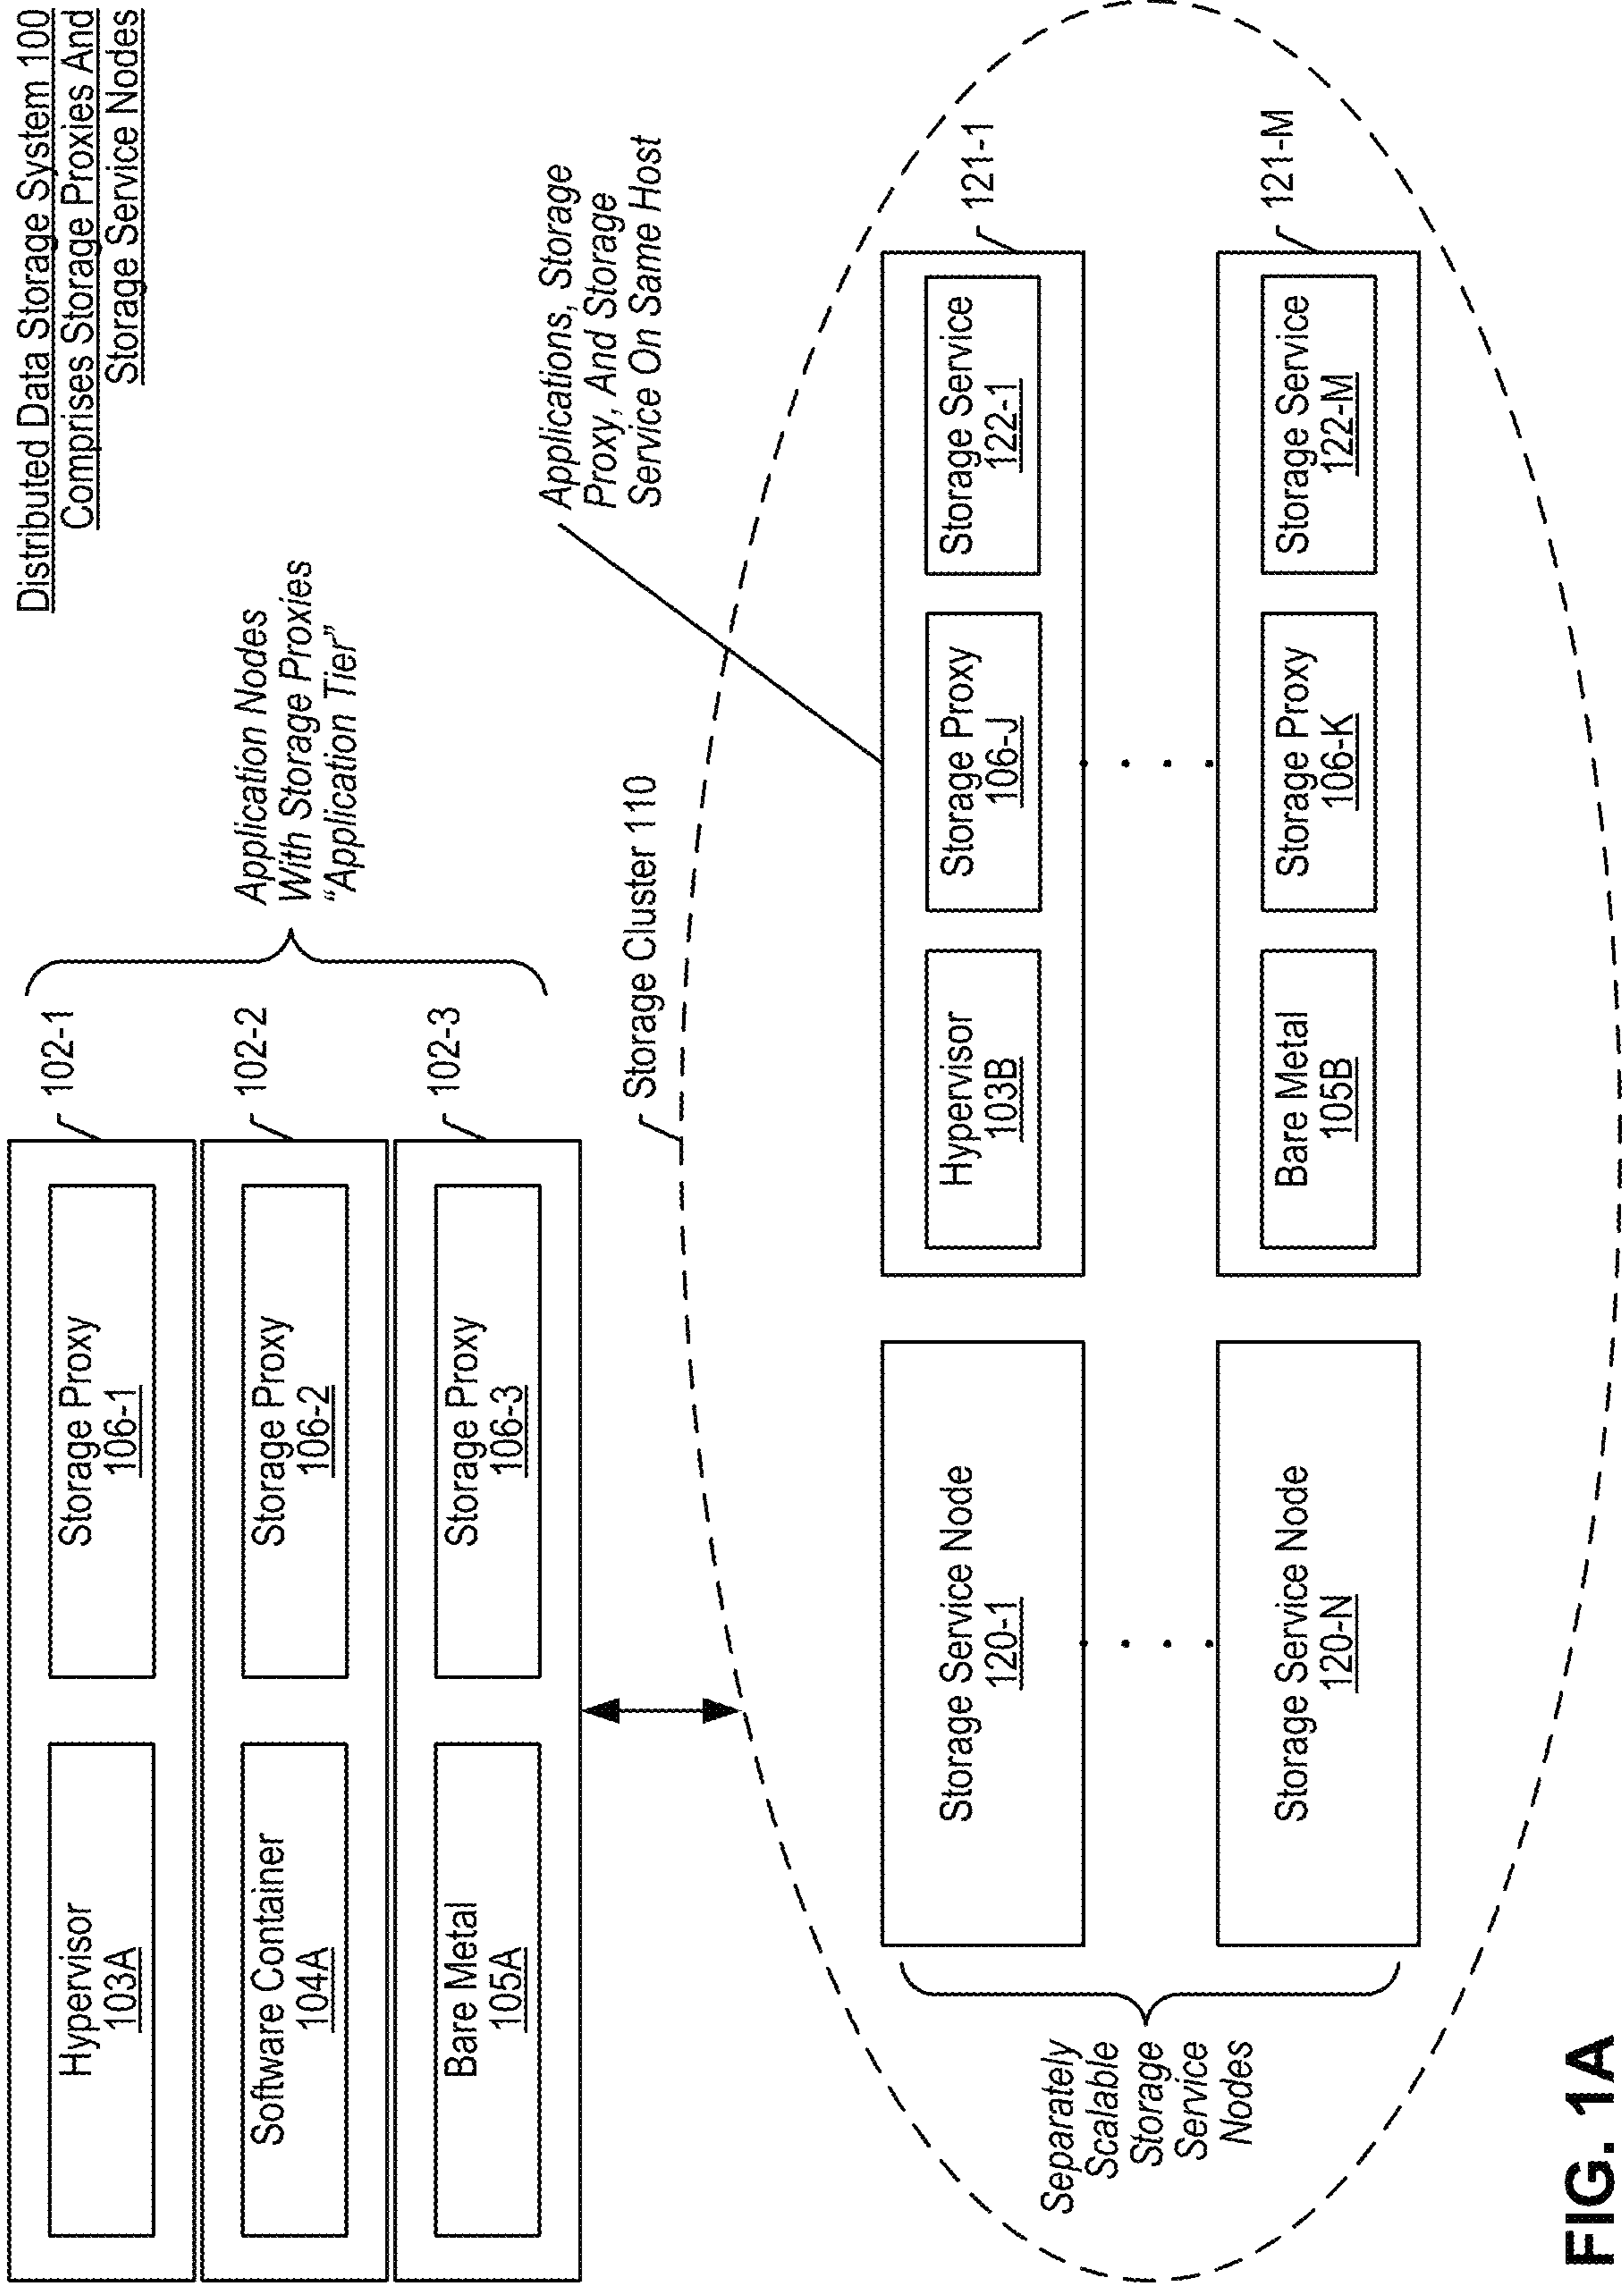 Distributed Data Storage System 100
Comprises Storage Proxies And
Storage Service Nodes
Hypervisor
103A
Storage Proxy
106-1
102-1
Software Container
104A
Storage Proxy
106-2
102-2
Bare Metal
105A
Storage Proxy
106-3
102-3
Application Nodes
With Storage Proxies
“Application Tier”
Storage Cluster 110
Applications, Storage
Proxy, And Storage
Service On Same Host
Separately
Scalable
Storage
Service
Nodes
Storage Service Node
120-1
Hypervisor
103B
Storage Proxy
106-J
Storage Service
122-1
121-1
Storage Service Node
120-N
Bare Metal
105B
Storage Proxy
106-K
Storage Service
122-M
121-M
FIG. 1A